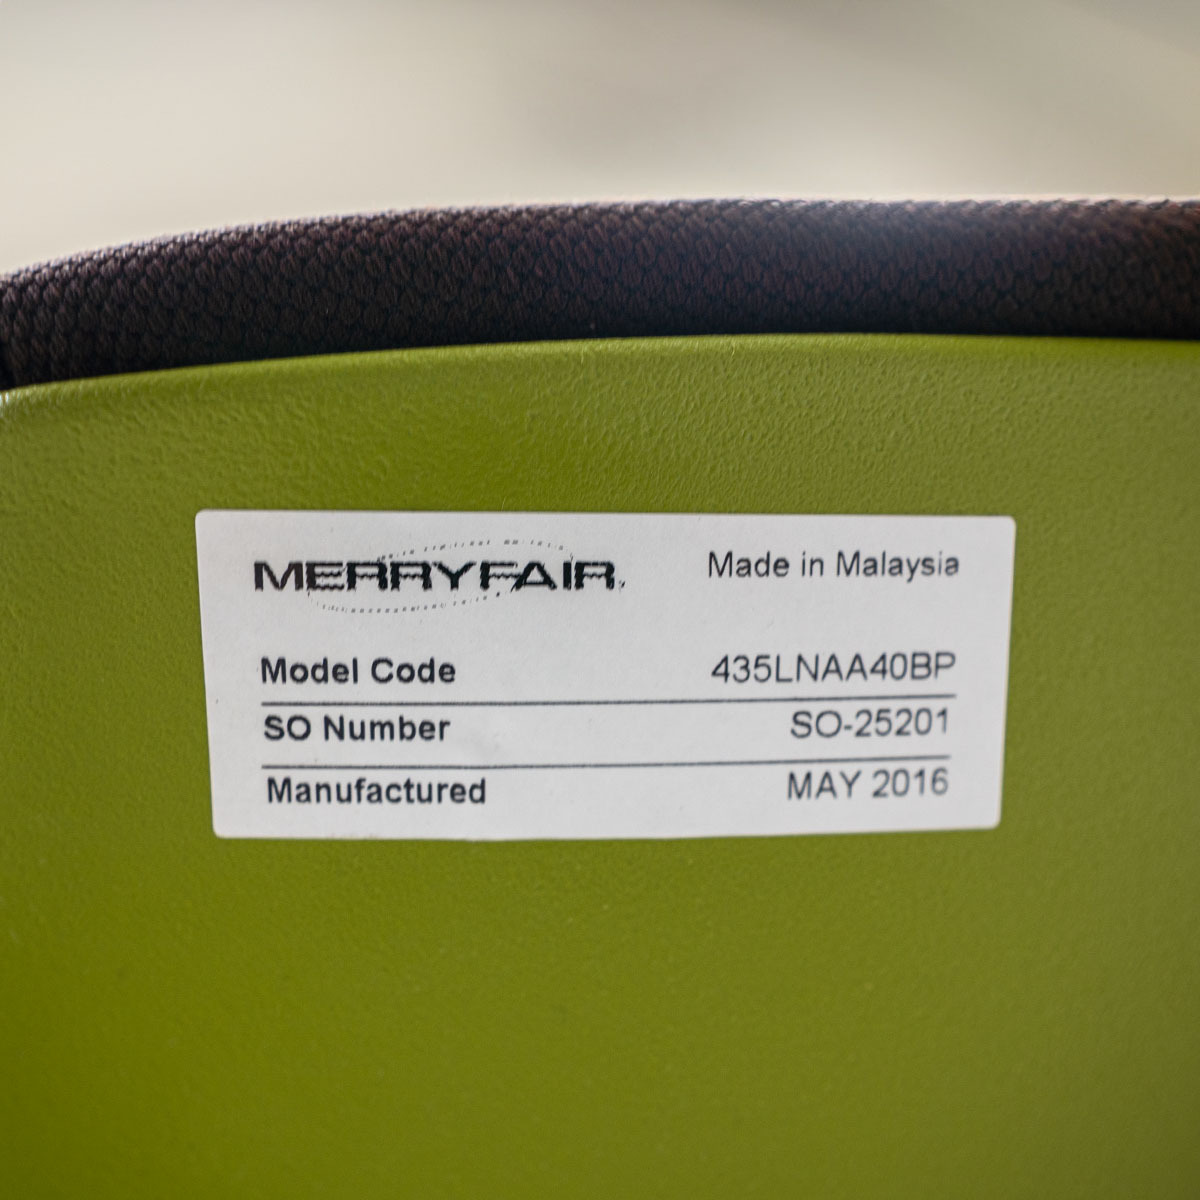 MERRYFAIR. Made in Malaysia
Model Code 435LNAA40BP
SO Number SO-25201
Manufactured MAY 2016